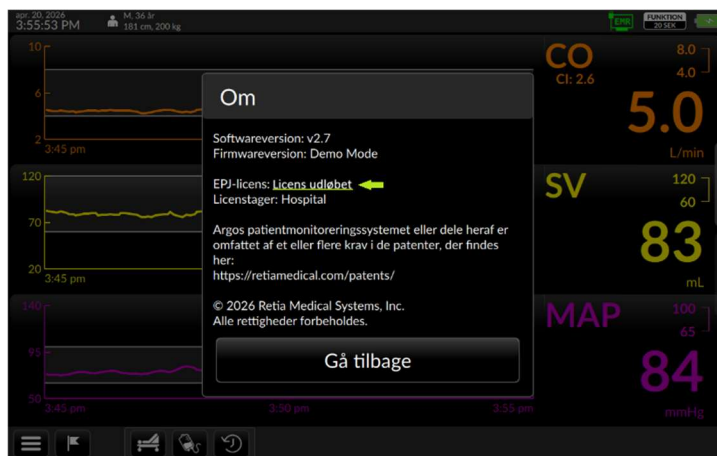 apr. 20, 2026
3:55:53 PM
M, 36 år
181 cm, 200 kg
EMR
FUNKTION
20 SEK
10
6
2
3:45 pm
CO
CI: 2.6
8.0
4.0
5.0
L/min
Om
Softwareversion: v2.7
Firmwareversion: Demo Mode
EPJ-licens: Licens udløbet
Licenstager: Hospital
Argos patientmonitoreringssystemet eller dele heraf er
omfattet af et eller flere krav i de patenter, der findes
her:
https://retiamedical.com/patents/
© 2026 Retia Medical Systems, Inc.
Alle rettigheder forbeholdes.
Gå tilbage
120
70
20
3:45 pm
SV
120
60
83
mL
140
95
50
3:45 pm
3:50 pm
3:55 pm
MAP
100
65
84
mmHg